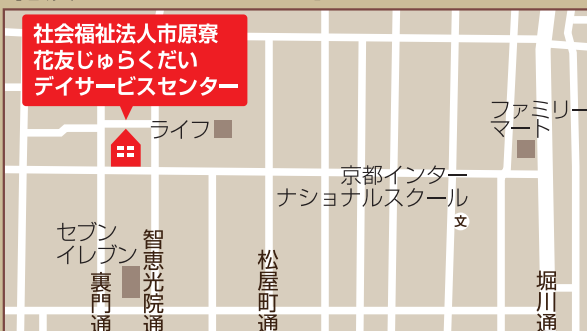 社会福祉法人市原寮
花友じゅらくだい
デイサービスセンター
ライフ
ファミリー
マート
京都インター
ナショナルスクール
文
セブン
イレブン
裏門通
智恵光院通
松屋町通
堀川通